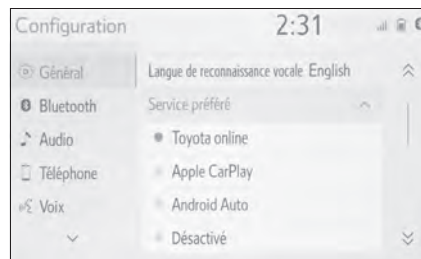 Configuration 2:31
Général
Langue de reconnaissance vocale English
Bluetooth
Service préféré
Audio
Toyota online
Téléphone
Apple CarPlay
Voix
Android Auto
Désactivé